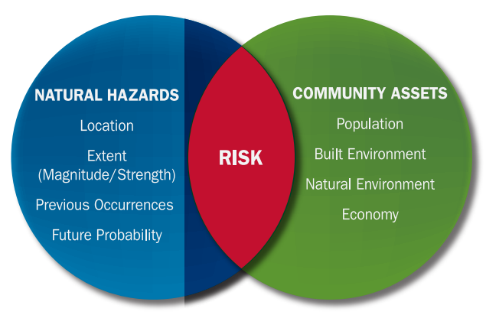 NATURAL HAZARDS
Location
Extent
(Magnitude/Strength)
Previous Occurrences
Future Probability
RISK
COMMUNITY ASSETS
Population
Built Environment
Natural Environment
Economy